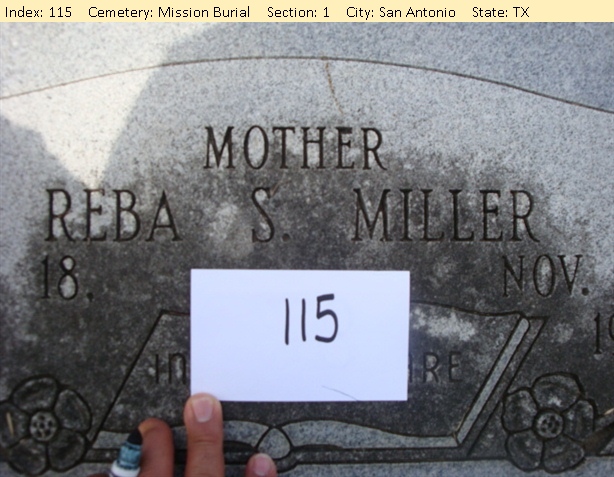 Index: 115 Cemetery: Mission Burial Section: 1 City: San Antonio State: TX
MOTHER
REBA S. MILLER
18, NOV.
115